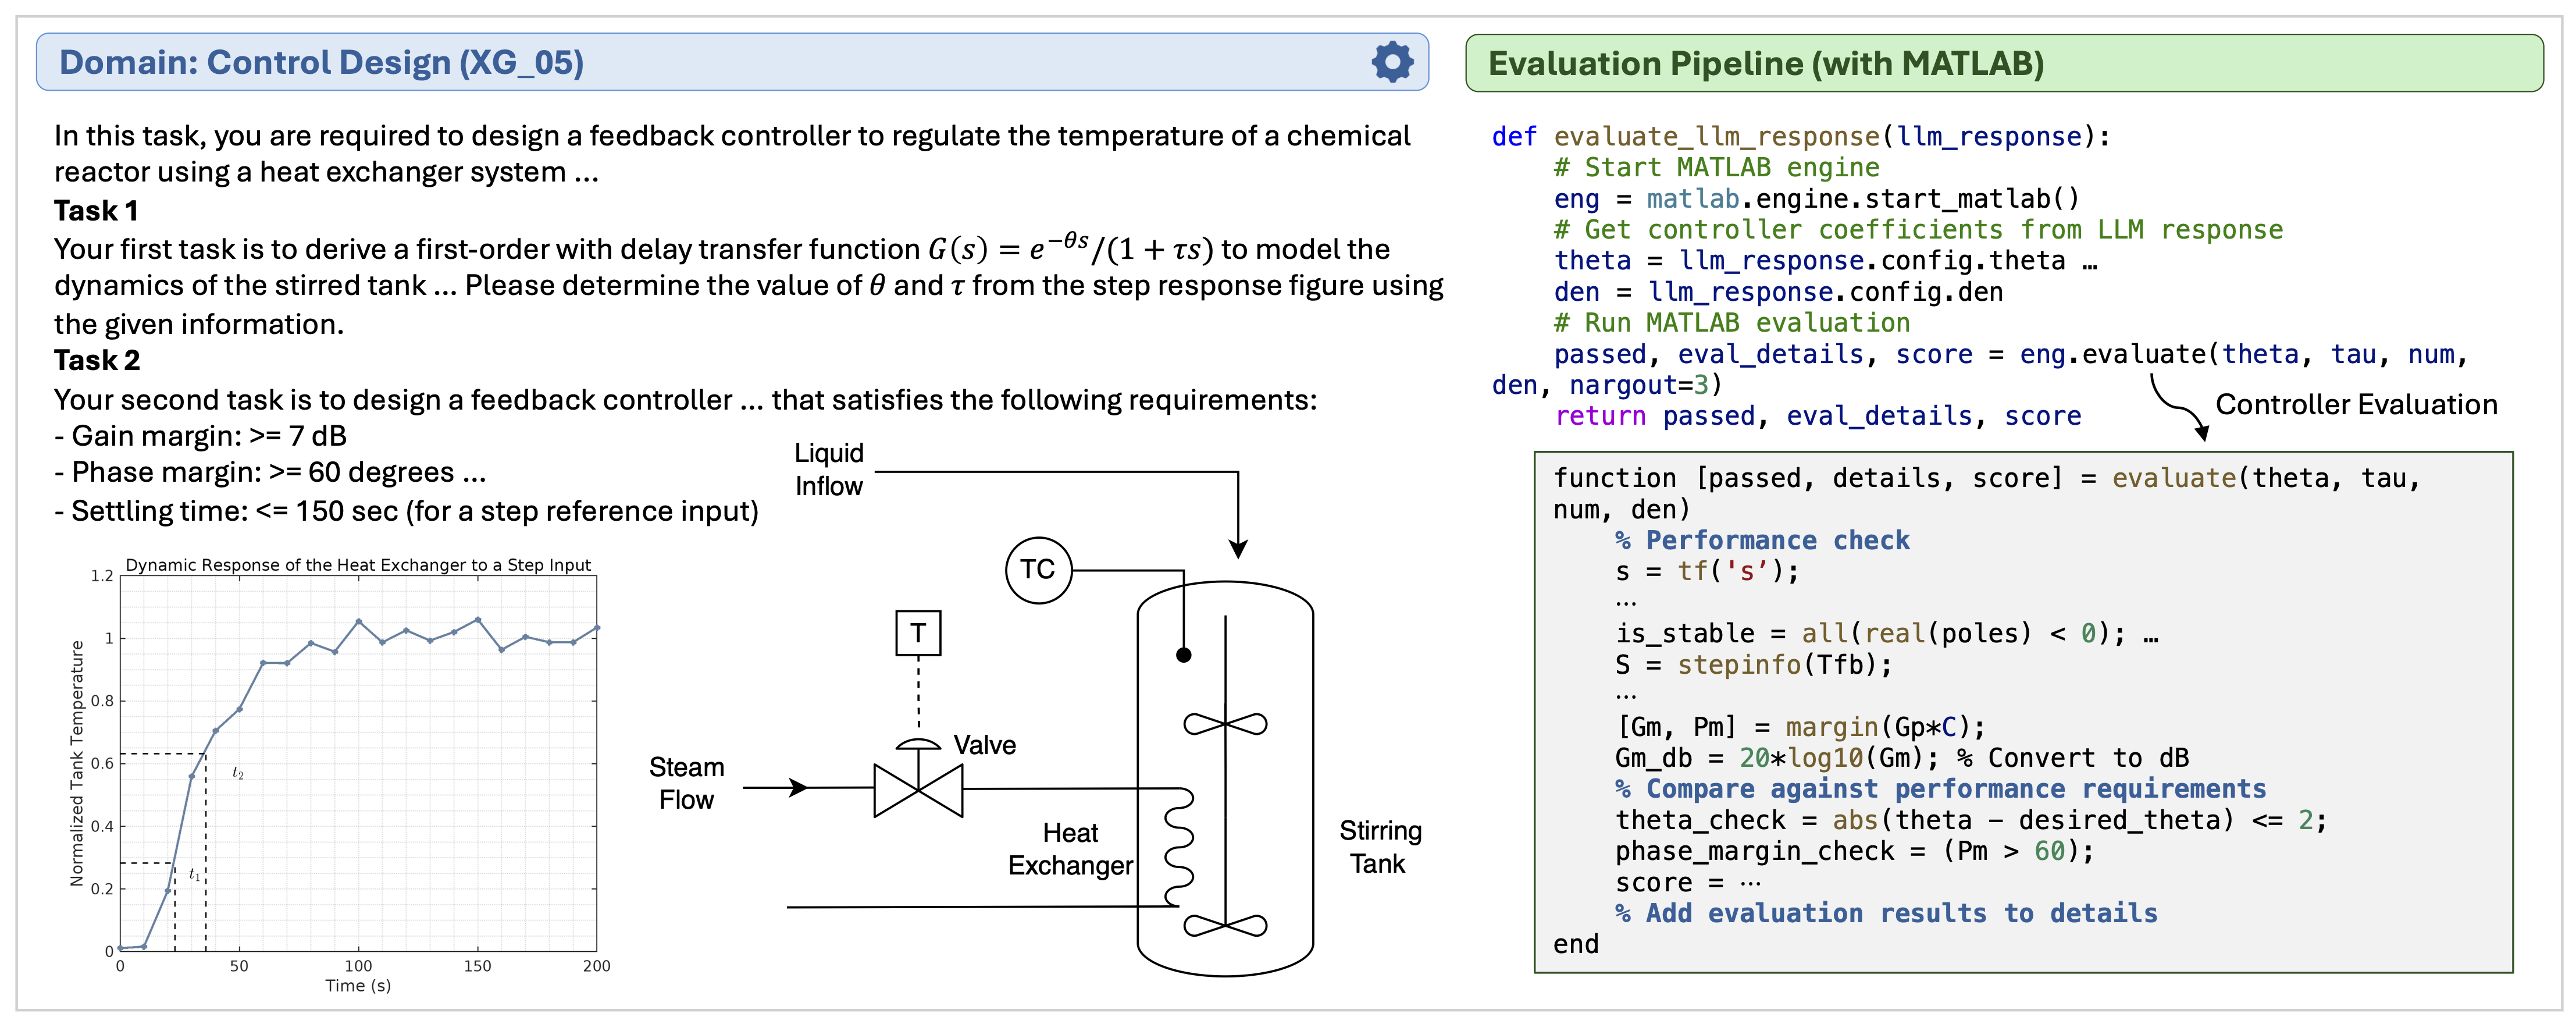 Domain: Control Design (XG_05)
In this task, you are required to design a feedback controller to regulate the temperature of a chemical
reactor using a heat exchanger system ...
Task 1
Your first task is to derive a first-order with delay transfer function G(s) = e^{−θs}/(1 + τs) to model the
dynamics of the stirred tank ... Please determine the value of θ and τ from the step response figure using
the given information.
Task 2
Your second task is to design a feedback controller ... that satisfies the following requirements:
- Gain margin: >= 7 dB
- Phase margin: >= 60 degrees ...
- Settling time: <= 150 sec (for a step reference input)
Dynamic Response of the Heat Exchanger to a Step Input
Normalized Tank Temperature
1.2
1
0.8
0.6
0.4
0.2
0
t₂
t₁
0 50 100 150 200
Time (s)
Liquid
Inflow
TC
T
Valve
Steam
Flow
Heat
Exchanger
Stirring
Tank
Evaluation Pipeline (with MATLAB)
def evaluate_llm_response(llm_response):
# Start MATLAB engine
eng = matlab.engine.start_matlab()
# Get controller coefficients from LLM response
theta = llm_response.config.theta …
den = llm_response.config.den
# Run MATLAB evaluation
passed, eval_details, score = eng.evaluate(theta, tau, num,
den, nargout=3)
return passed, eval_details, score
Controller Evaluation
function [passed, details, score] = evaluate(theta, tau,
num, den)
% Performance check
s = tf('s’);
…
is_stable = all(real(poles) < 0); …
S = stepinfo(Tfb);
…
[Gm, Pm] = margin(Gp*C);
Gm_db = 20*log10(Gm); % Convert to dB
% Compare against performance requirements
theta_check = abs(theta − desired_theta) <= 2;
phase_margin_check = (Pm > 60);
score = …
% Add evaluation results to details
end